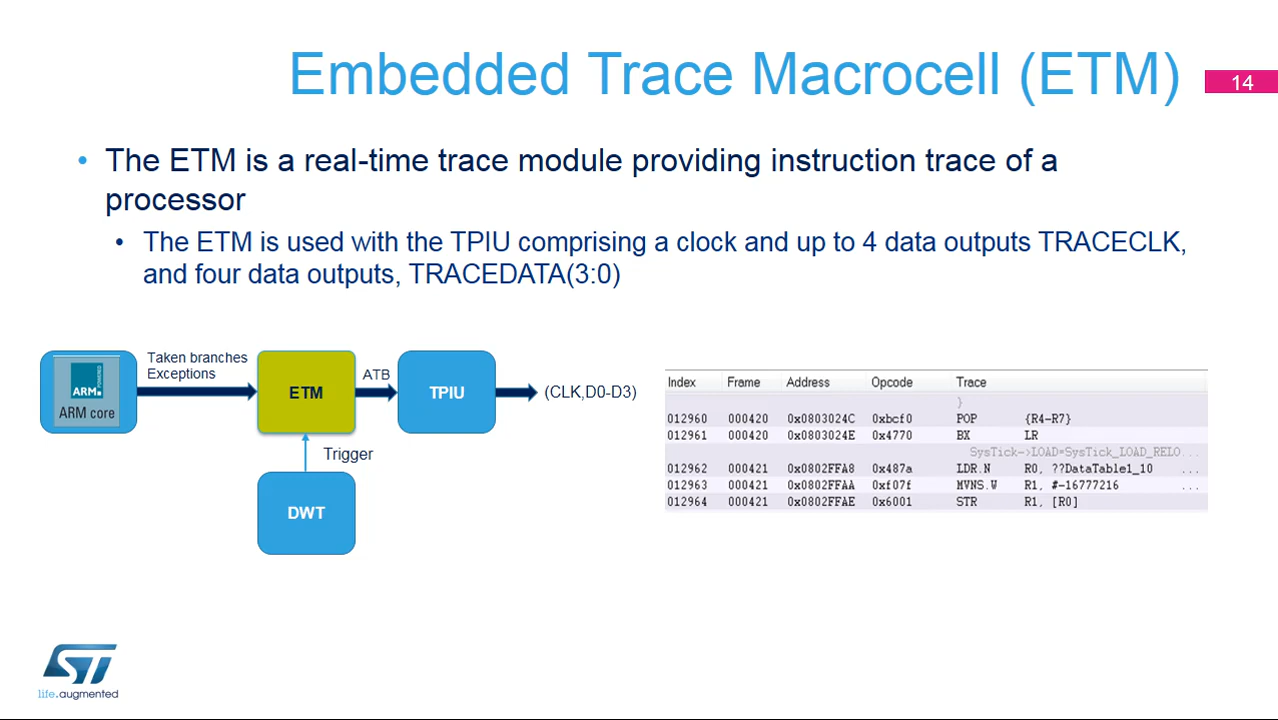 Embedded Trace Macrocell (ETM)
14
• The ETM is a real-time trace module providing instruction trace of a
processor
• The ETM is used with the TPIU comprising a clock and up to 4 data outputs TRACECLK,
and four data outputs, TRACEDATA(3:0)
ARM
POWERED
ARM core
Taken branches
Exceptions
ETM
ATB
TPIU
(CLK,D0-D3)
Trigger
DWT
Index Frame Address Opcode Trace
}
012960 000420 0x0803024C 0xbcf0 POP {R4-R7}
012961 000420 0x0803024E 0x4770 BX LR
SysTick->LOAD=SysTick_LOAD_RELO...
012962 000421 0x0802FFA8 0x487a LDR.N R0, ??DataTable1_10 ...
012963 000421 0x0802FFAA 0xf07f MVNS.W R1, #-16777216 ...
012964 000421 0x0802FFAE 0x6001 STR R1, [R0]
ST
life.augmented